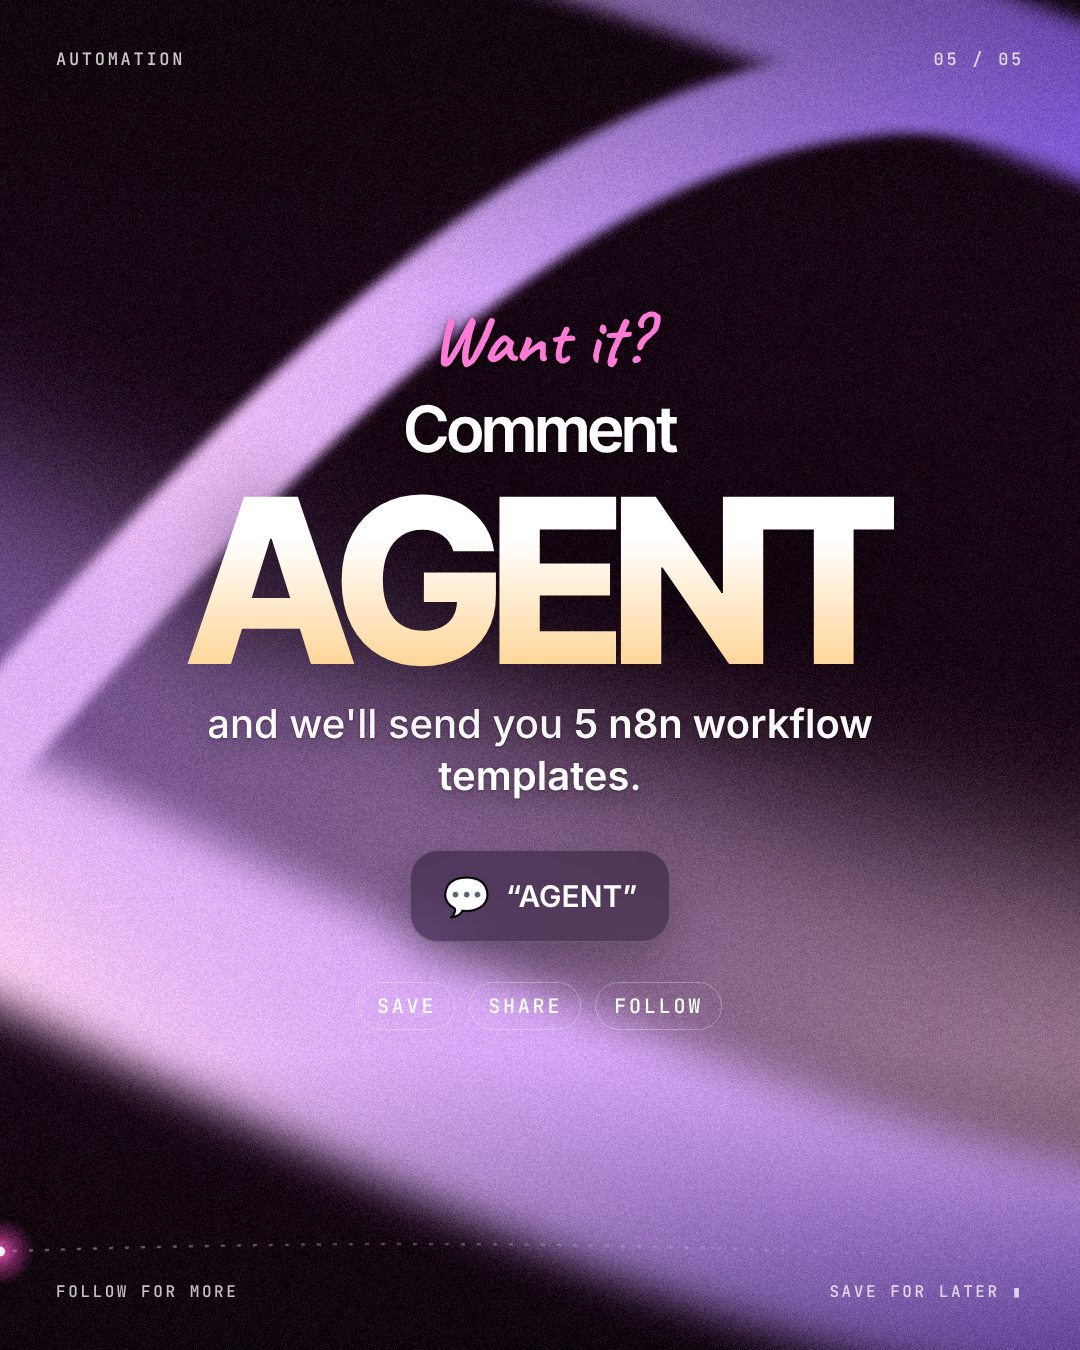 AUTOMATION
05 / 05
Want it?
Comment
AGENT
and we'll send you 5 n8n workflow
templates.
💬 “AGENT”
SAVE SHARE FOLLOW
FOLLOW FOR MORE
SAVE FOR LATER ▮